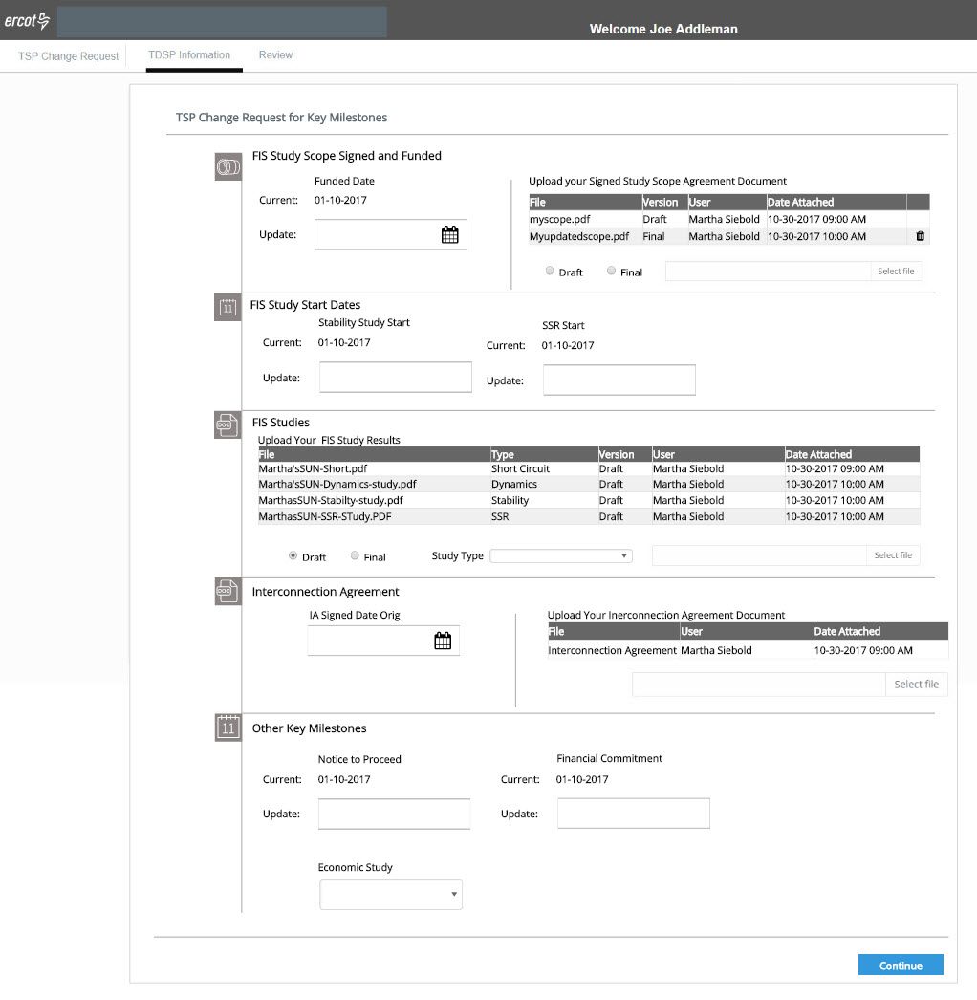 ercot
Welcome Joe Addleman
TSP Change Request TDSP Information Review
TSP Change Request for Key Milestones
FIS Study Scope Signed and Funded
Funded Date
Current: 01-10-2017
Update:
Upload your Signed Study Scope Agreement Document
File Version User Date Attached
myscope.pdf Draft Martha Siebold 10-30-2017 09:00 AM
Myupdatedscope.pdf Final Martha Siebold 10-30-2017 10:00 AM
Draft Final Select file
11
FIS Study Start Dates
Stability Study Start
Current: 01-10-2017
Update:
SSR Start
Current: 01-10-2017
Update:
DOC
FIS Studies
Upload Your FIS Study Results
File Type Version User Date Attached
Martha'sSUN-Short.pdf Short Circuit Draft Martha Siebold 10-30-2017 09:00 AM
Martha'sSUN-Dynamics-study.pdf Dynamics Draft Martha Siebold 10-30-2017 10:00 AM
MarthasSUN-Stabilty-study.pdf Stability Draft Martha Siebold 10-30-2017 10:00 AM
MarthasSUN-SSR-STudy.PDF SSR Draft Martha Siebold 10-30-2017 10:00 AM
Draft Final Study Type Select file
DOC
Interconnection Agreement
IA Signed Date Orig
Upload Your Inerconnection Agreement Document
File User Date Attached
Interconnection Agreement Martha Siebold 10-30-2017 09:00 AM
Select file
11
Other Key Milestones
Notice to Proceed
Current: 01-10-2017
Update:
Financial Commitment
Current: 01-10-2017
Update:
Economic Study
Continue